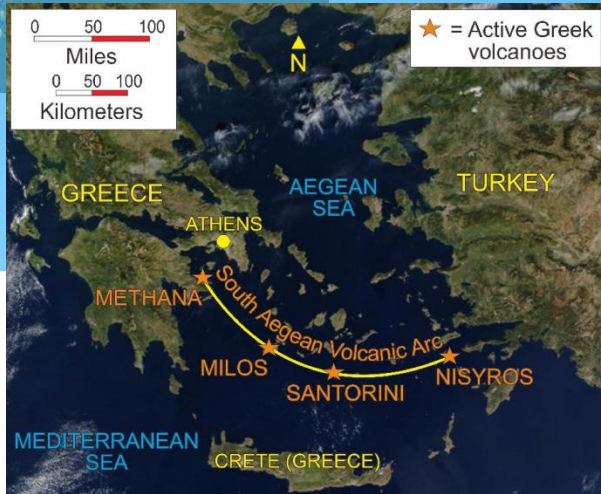 0 50 100
Miles
0 50 100
Kilometers
N
★ = Active Greek
volcanoes
GREECE
AEGEAN
SEA
TURKEY
ATHENS
METHANA
South Aegean Volcanic Arc
MILOS
SANTORINI
NISYROS
MEDITERRANEAN
SEA
CRETE (GREECE)